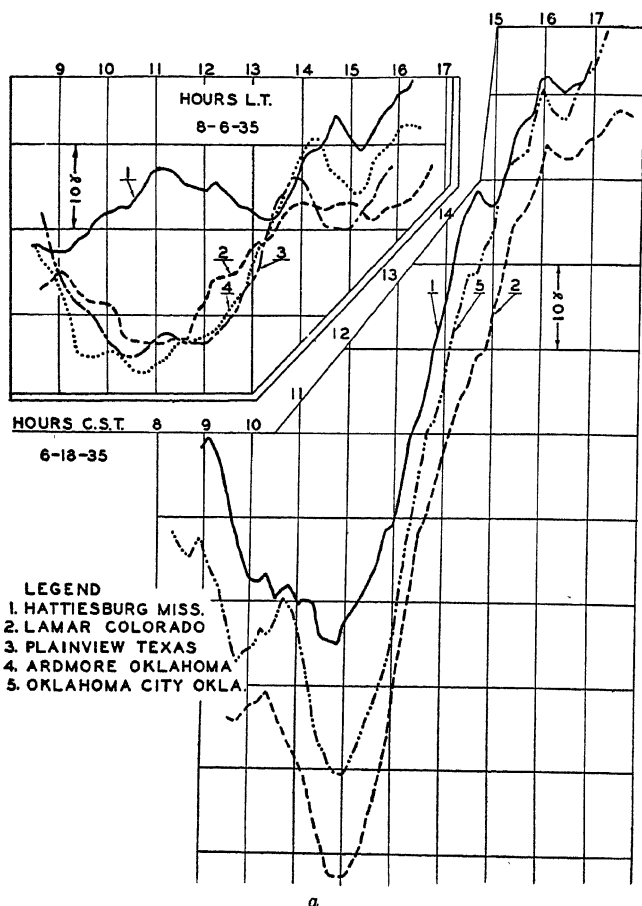 15 16 17
9 10 11 12 13 14 15 16 17
HOURS L.T.
8-6-35
10 γ
1
2
3
4
14
13
12
11
10 γ
1 5 2
HOURS C.S.T. 8 9 10
6-18-35
LEGEND
1. HATTIESBURG MISS.
2. LAMAR COLORADO
3. PLAINVIEW TEXAS
4. ARDMORE OKLAHOMA
5. OKLAHOMA CITY OKLA.
a